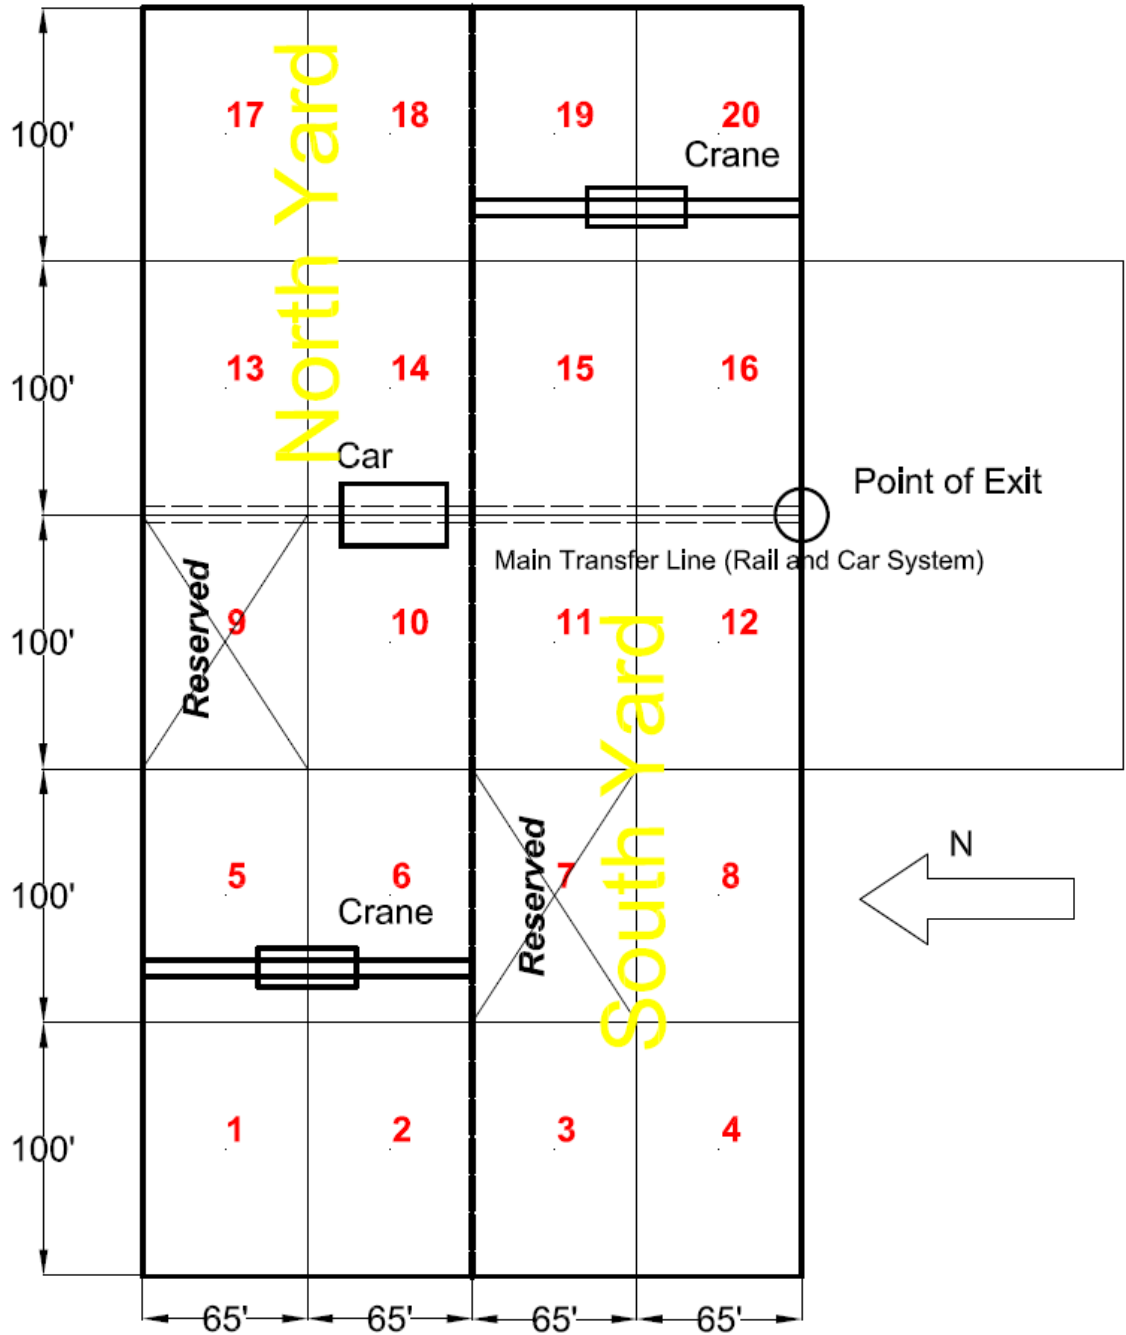 100'
17
18
19
20
Crane
North Yard
100'
13
14
15
16
Car
Point of Exit
Main Transfer Line (Rail and Car System)
100'
Reserved
9
10
11
12
South Yard
100'
5
6
Crane
Reserved
7
8
N
100'
1
2
3
4
65'
65'
65'
65'